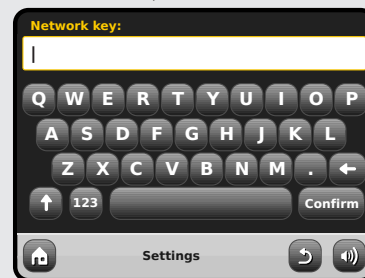 Network key:
Q W E R T Y U I O P
A S D F G H J K L
Z X C V B N M .
123 Confirm
Settings